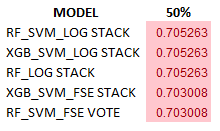 MODEL 50%
RF_SVM_LOG STACK 0.705263
XGB_SVM_LOG STACK 0.705263
RF_LOG STACK 0.705263
XGB_SVM_FSE STACK 0.703008
RF_SVM_FSE VOTE 0.703008